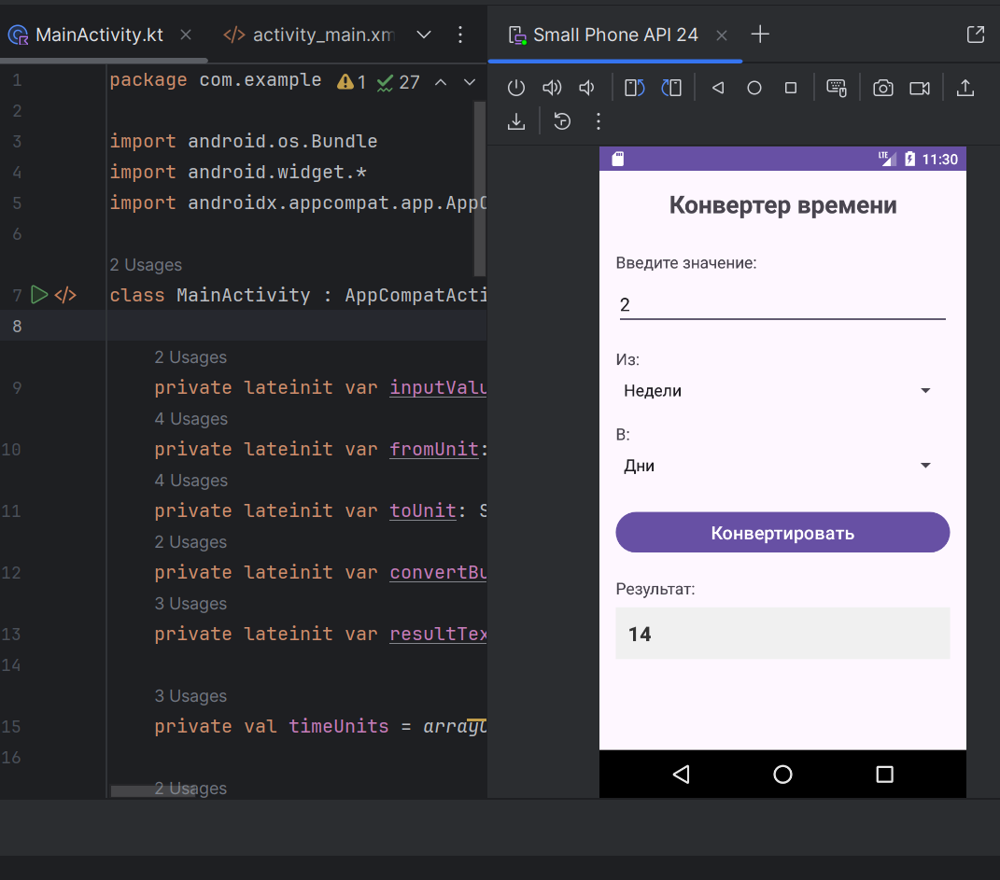 MainActivity.kt
activity_main.xm
Small Phone API 24
1 package com.example
1 27
2
3 import android.os.Bundle
4 import android.widget.*
5 import androidx.appcompat.app.AppC
6
2 Usages
7 class MainActivity : AppCompatActi
8
2 Usages
9 private lateinit var inputValu
4 Usages
10 private lateinit var fromUnit:
4 Usages
11 private lateinit var toUnit: S
2 Usages
12 private lateinit var convertBu
3 Usages
13 private lateinit var resultTex
14
3 Usages
15 private val timeUnits = arrayO
16
2 Usages
LTE 11:30
Конвертер времени
Введите значение:
2
Из:
Недели
В:
Дни
Конвертировать
Результат:
14